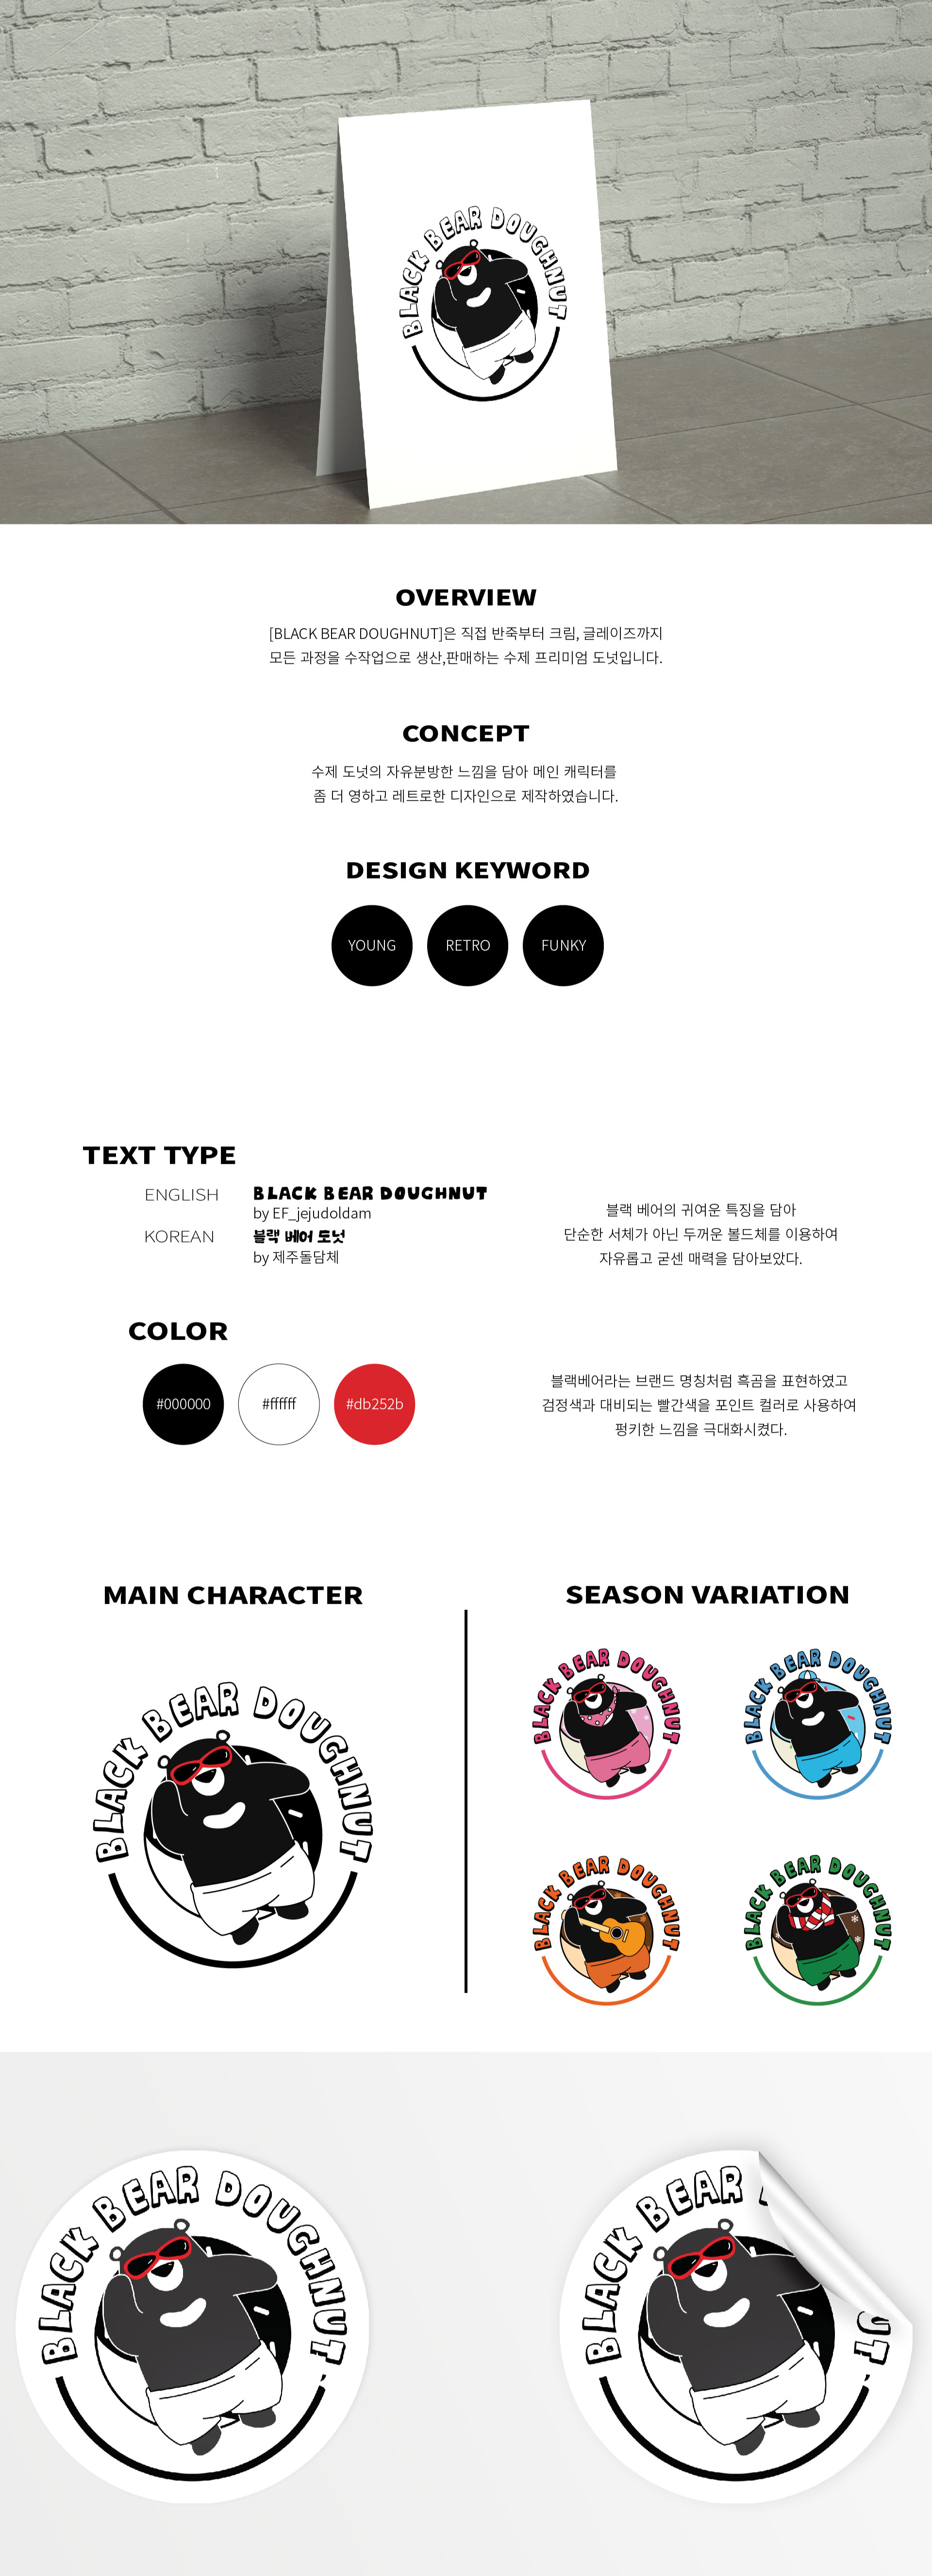 BLACK BEAR DOUGHNUT
OVERVIEW
[BLACK BEAR DOUGHNUT]은 직접 반죽부터 크림, 글레이즈까지
모든 과정을 수작업으로 생산,판매하는 수제 프리미엄 도넛입니다.
CONCEPT
수제 도넛의 자유분방한 느낌을 담아 메인 캐릭터를
좀 더 영하고 레트로한 디자인으로 제작하였습니다.
DESIGN KEYWORD
YOUNG
RETRO
FUNKY
TEXT TYPE
ENGLISH
BLACK BEAR DOUGHNUT
by EF_jejudoldam
KOREAN
블랙 베어 도넛
by 제주돌담체
블랙 베어의 귀여운 특징을 담아
단순한 서체가 아닌 두꺼운 볼드체를 이용하여
자유롭고 굳센 매력을 담아보았다.
COLOR
#000000
#ffffff
#db252b
블랙베어라는 브랜드 명칭처럼 흑곰을 표현하였고
검정색과 대비되는 빨간색을 포인트 컬러로 사용하여
펑키한 느낌을 극대화시켰다.
MAIN CHARACTER
BLACK BEAR DOUGHNUT
SEASON VARIATION
BLACK BEAR DOUGHNUT
BLACK BEAR DOUGHNUT
BLACK BEAR DOUGHNUT
BLACK BEAR DOUGHNUT
BLACK BEAR DOUGHNUT
BLACK BEAR
UT